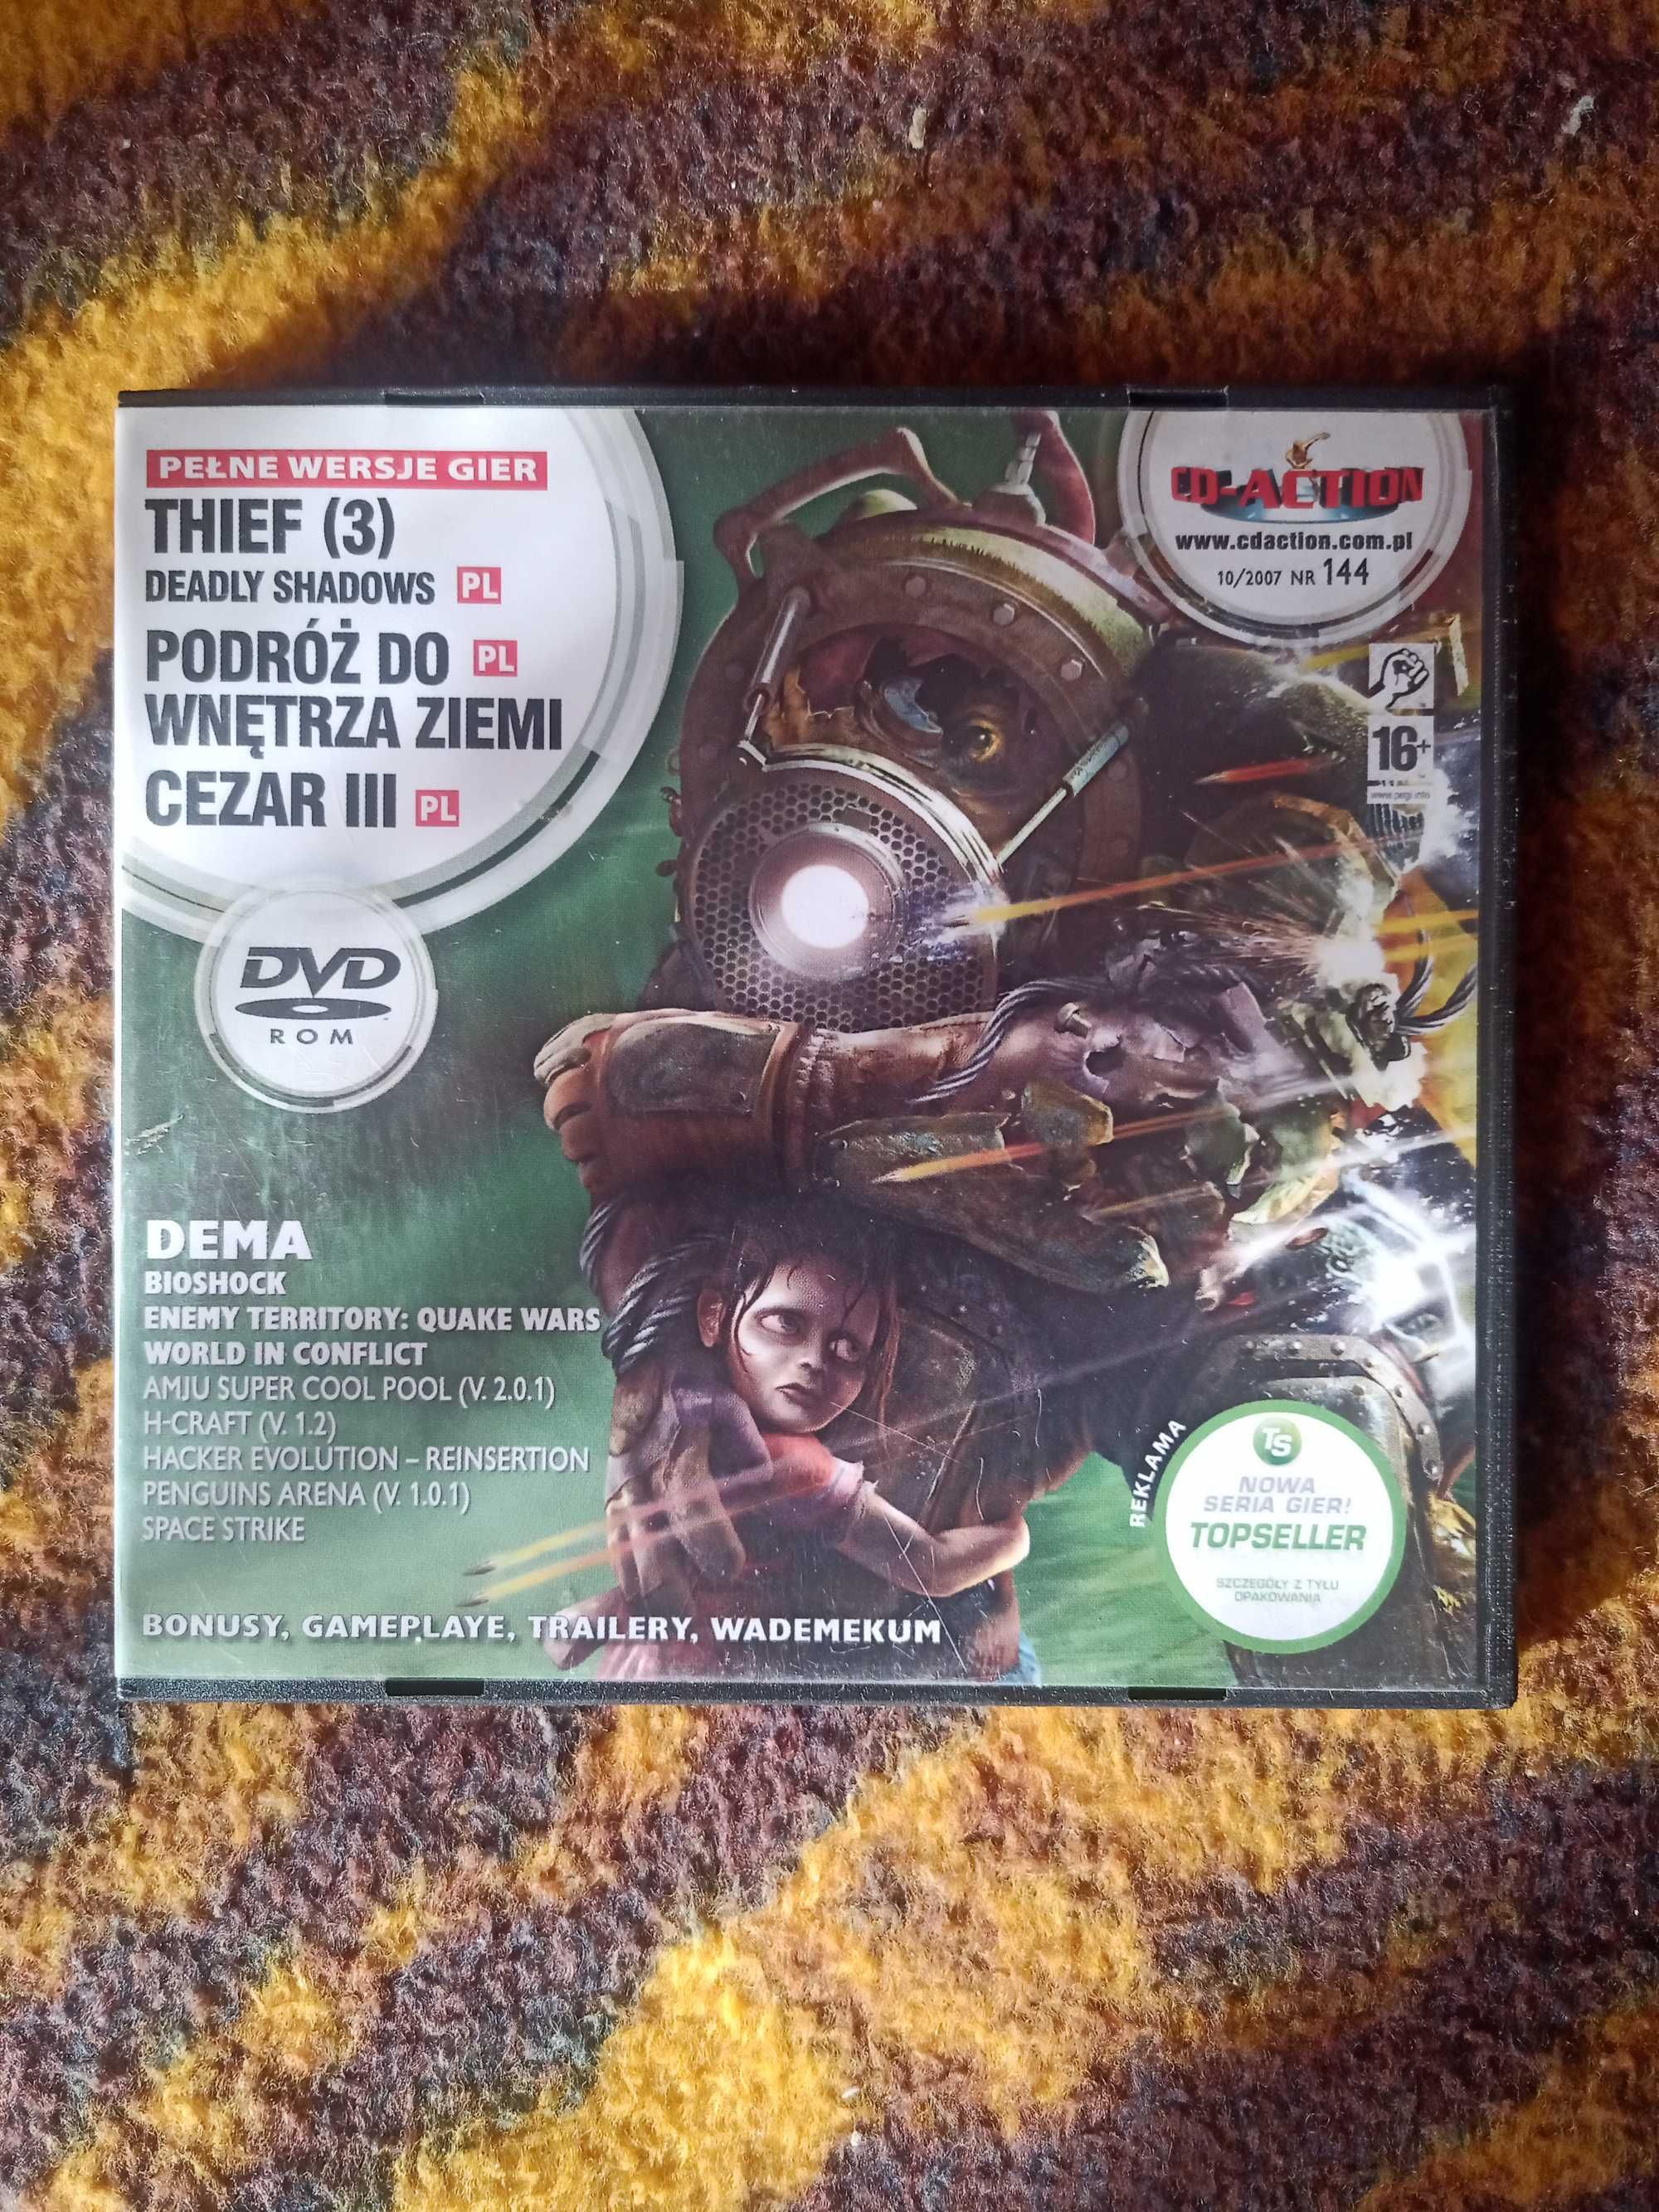 PEŁNE WERSJE GIER
THIEF (3)
DEADLY SHADOWS PL
PODRÓŻ DO PL
WNĘTRZA ZIEMI
CEZAR III PL
DVD
ROM
CD-ACTION
www.cdaction.com.pl
10/2007 NR 144
16+
www.pegi.info
DEMA
BIOSHOCK
ENEMY TERRITORY: QUAKE WARS
WORLD IN CONFLICT
AMJU SUPER COOL POOL (V. 2.0.1)
H-CRAFT (V. 1.2)
HACKER EVOLUTION – REINSERTION
PENGUINS ARENA (V. 1.0.1)
SPACE STRIKE
BONUSY, GAMEPLAYE, TRAILERY, WADEMEKUM
REKLAMA
TS
NOWA
SERIA GIER!
TOPSELLER
SZCZEGÓŁY Z TYŁU
OPAKOWANIA